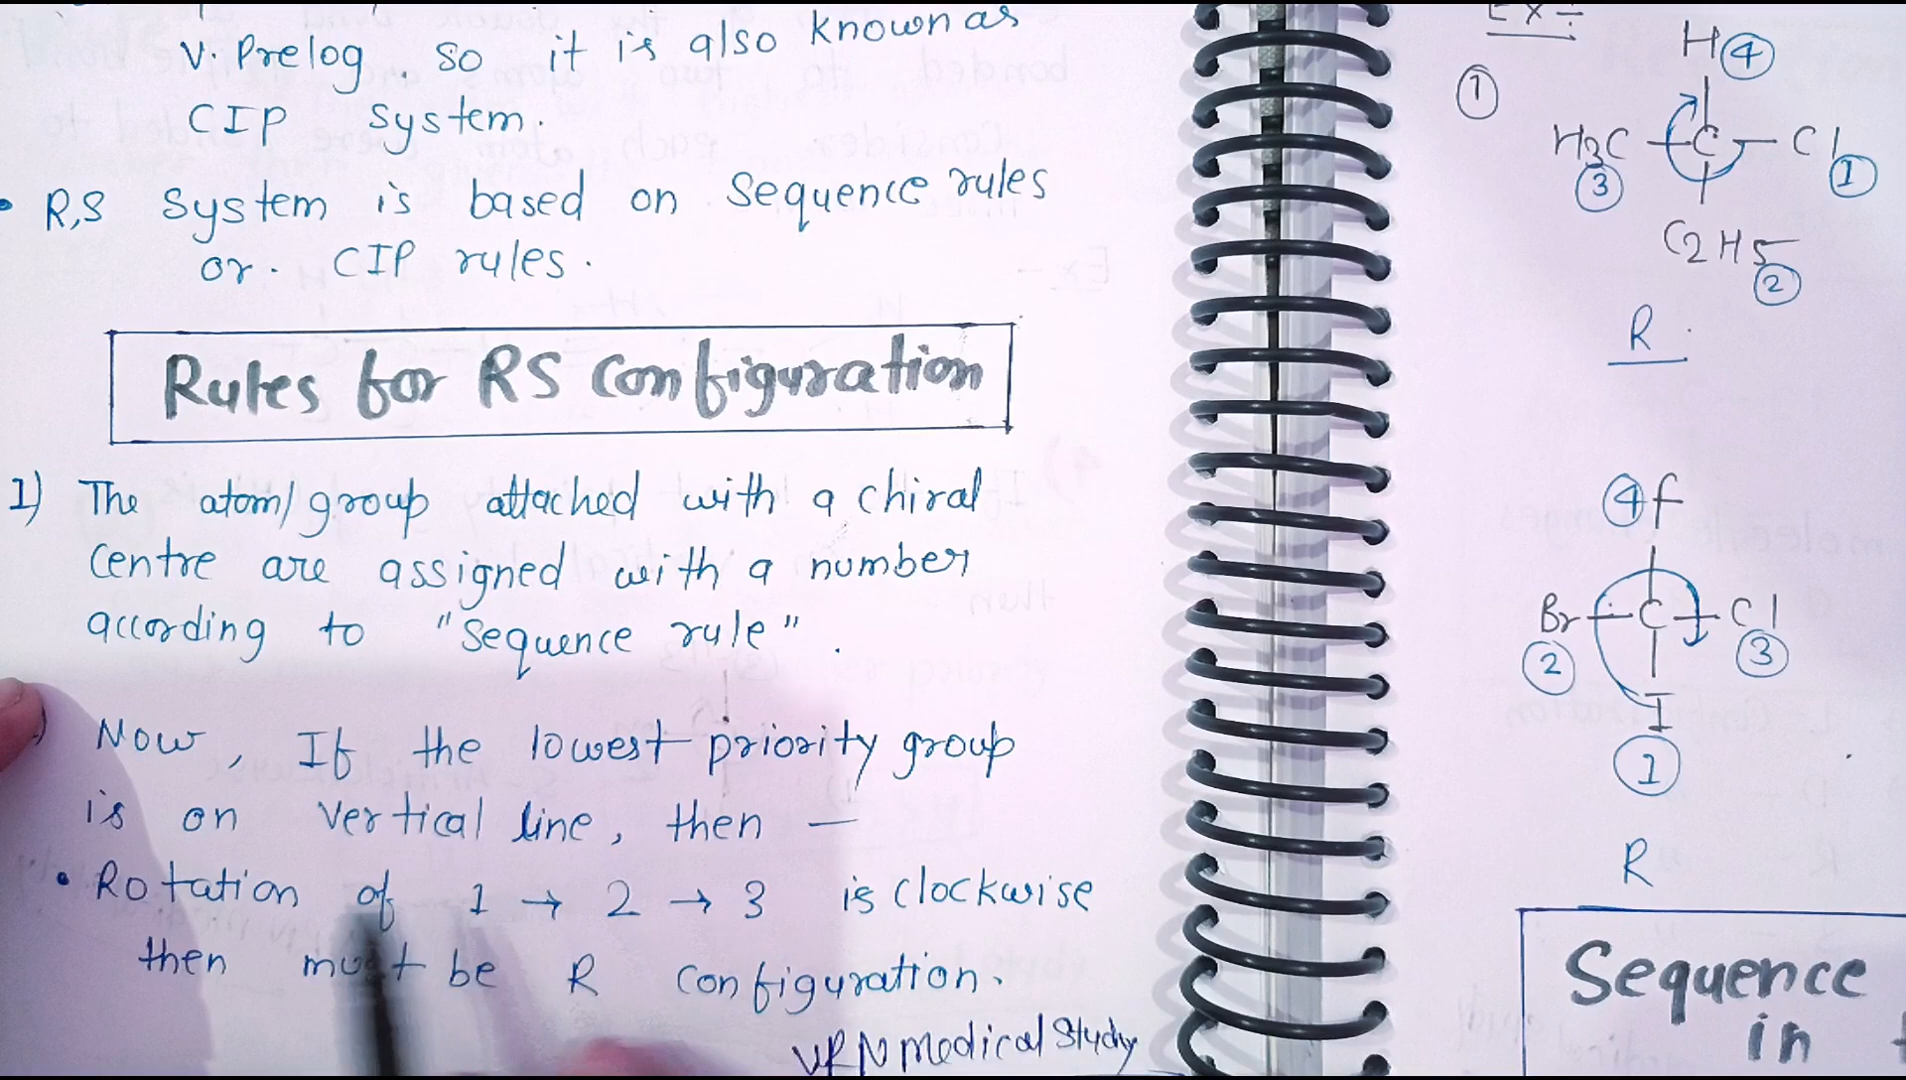 V. Prelog. so it is also known as
CIP System.
• R,S System is based on Sequence rules
or. CIP rules.
Rules for RS Configuration
1) The atom/group attached with a chiral
Centre are assigned with a number
according to "Sequence rule".
) Now, If the lowest priority group
is on Vertical line, then —
• Rotation of 1 → 2 → 3 is clockwise
then must be R Configuration.
VRN medical Study
Ex :-
①
H ④
H3C ③ C Cl ①
C2H5 ②
R
④ f
Br ② C Cl ③
I
①
R
Sequence
in